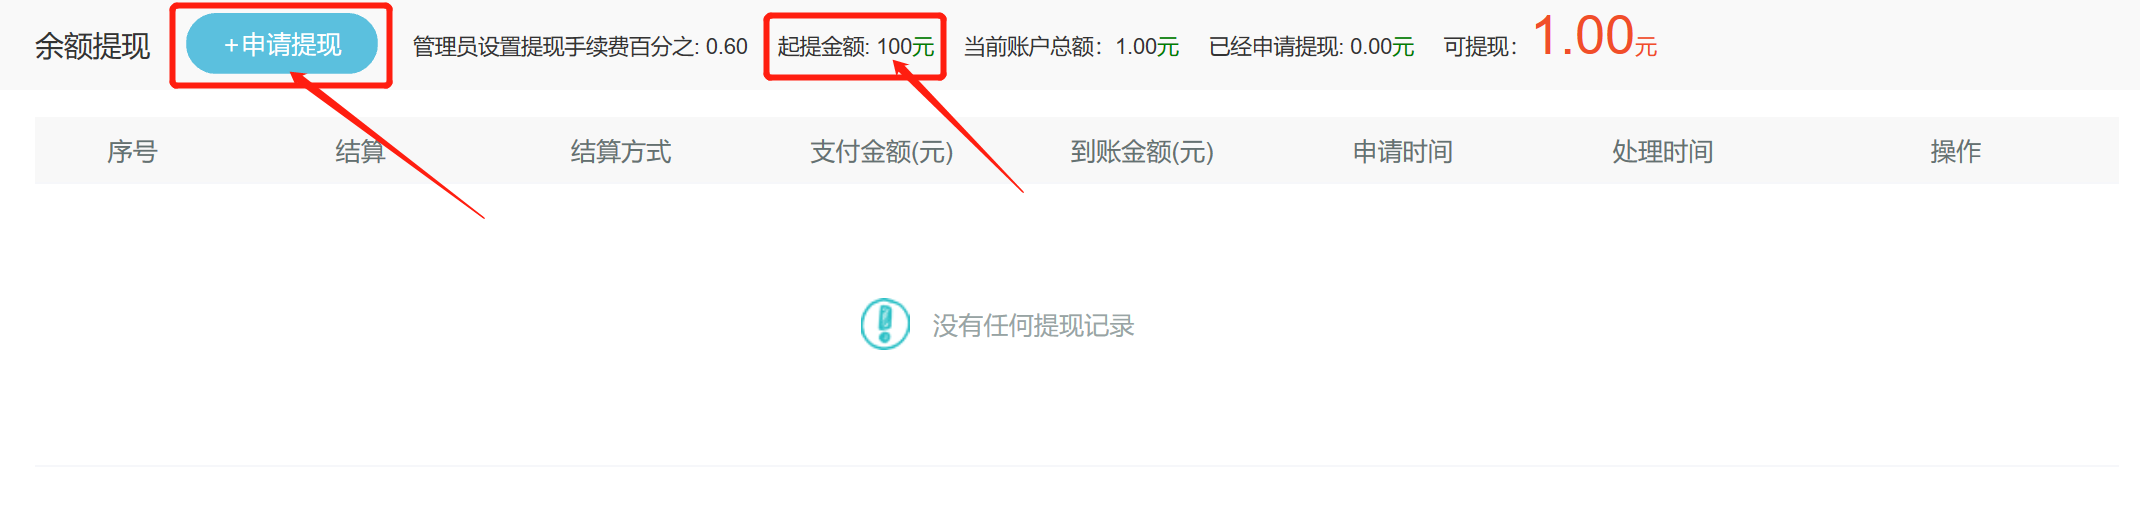 余额提现 +申请提现 管理员设置提现手续费百分之: 0.60 起提金额: 100元 当前账户总额：1.00元 已经申请提现: 0.00元 可提现：1.00元
序号 结算 结算方式 支付金额(元) 到账金额(元) 申请时间 处理时间 操作
没有任何提现记录